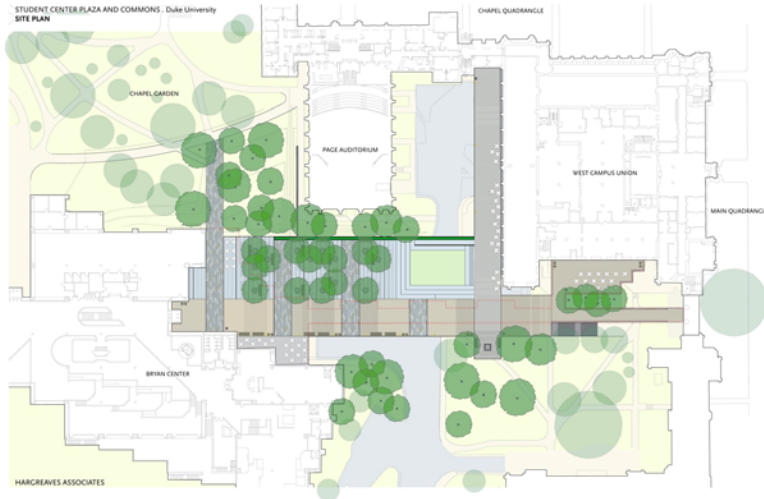 STUDENT CENTER PLAZA AND COMMONS . Duke University
SITE PLAN
CHAPEL QUADRANGLE
CHAPEL GARDEN
PAGE AUDITORIUM
WEST CAMPUS UNION
MAIN QUADRANGL
BRYAN CENTER
HARGREAVES ASSOCIATES